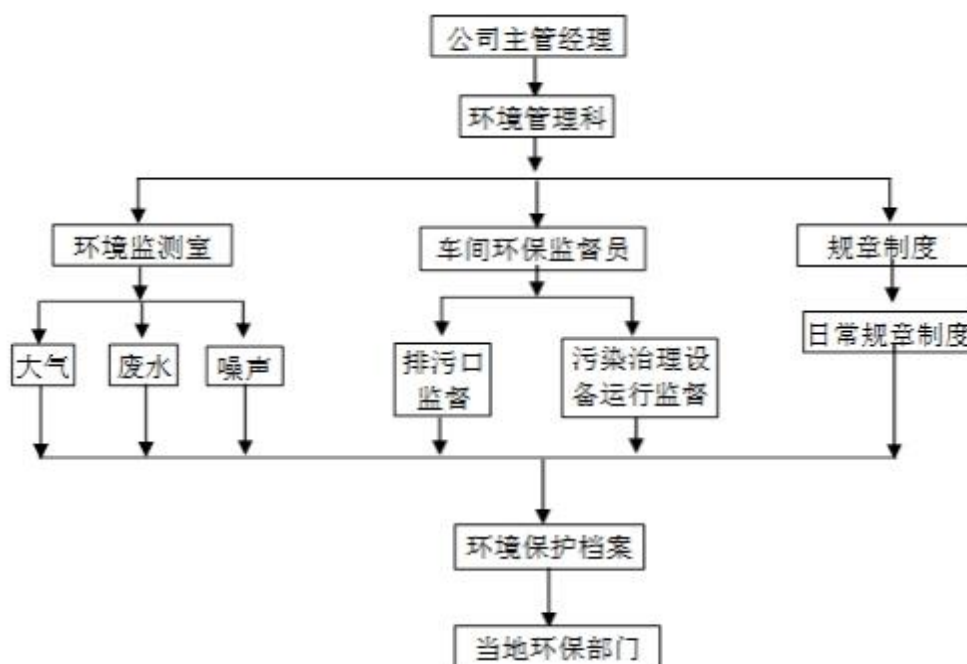 公司主管经理
环境管理科
环境监测室
车间环保监督员
规章制度
大气
废水
噪声
排污口
监督
污染治理设
备运行监督
日常规章制度
环境保护档案
当地环保部门